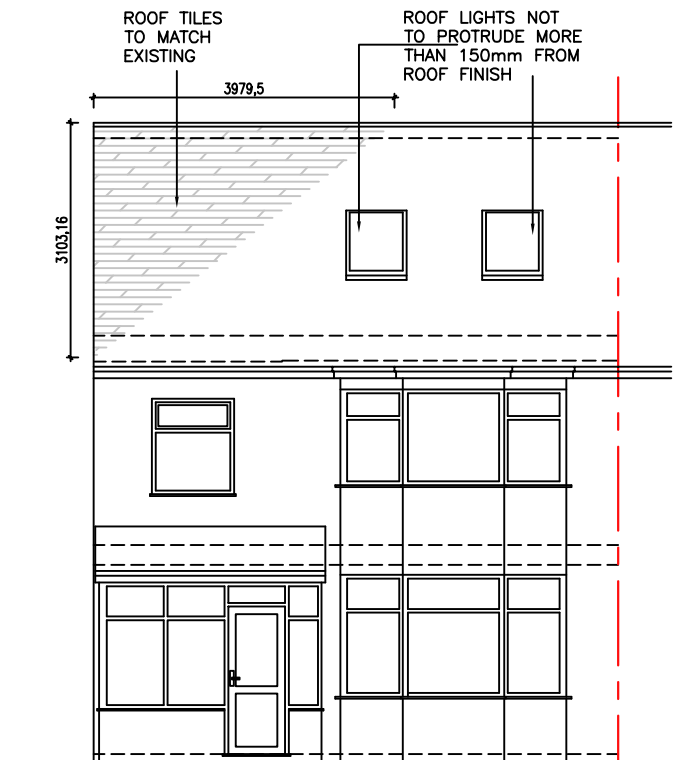 ROOF TILES
TO MATCH
EXISTING
ROOF LIGHTS NOT
TO PROTRUDE MORE
THAN 150mm FROM
ROOF FINISH
3979,5
3103,16